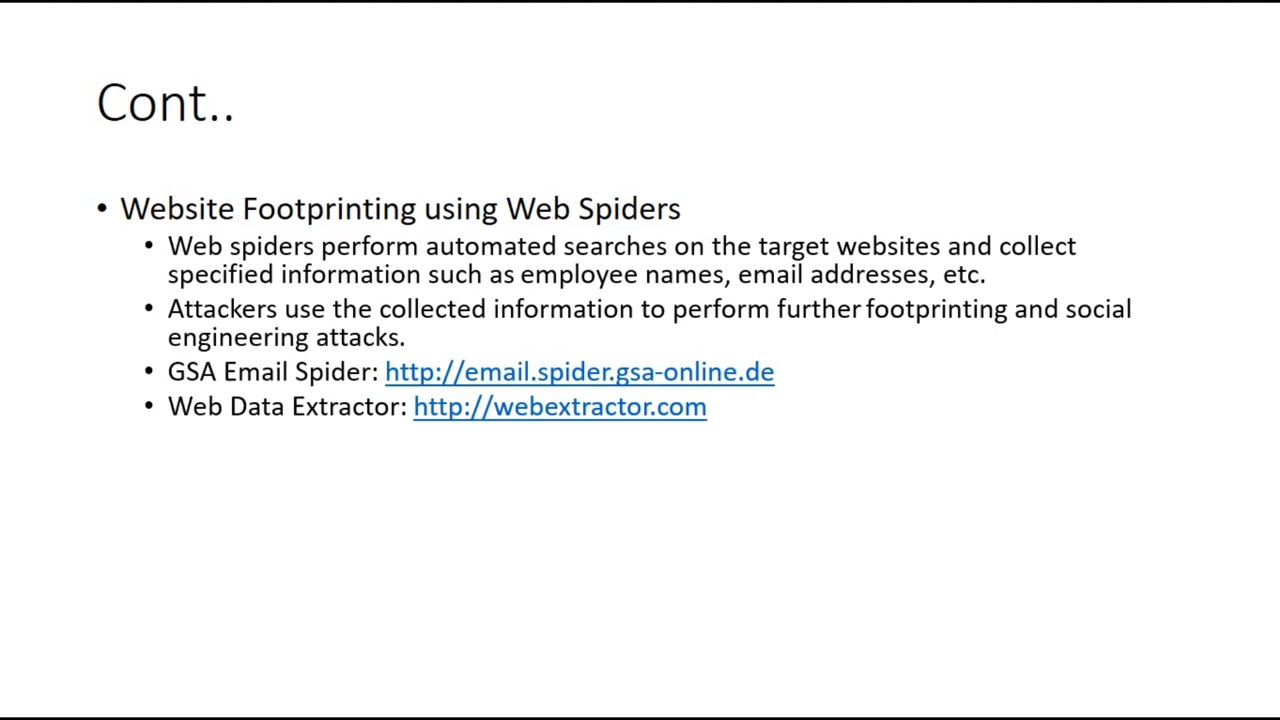 Cont..
• Website Footprinting using Web Spiders
• Web spiders perform automated searches on the target websites and collect
specified information such as employee names, email addresses, etc.
• Attackers use the collected information to perform further footprinting and social
engineering attacks.
• GSA Email Spider: http://email.spider.gsa-online.de
• Web Data Extractor: http://webextractor.com